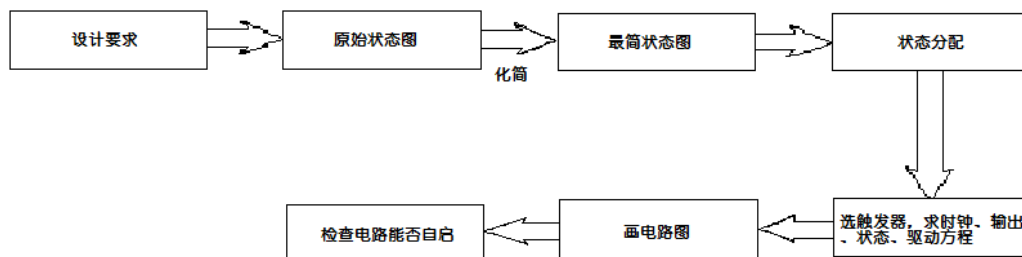 设计要求
原始状态图
化简
最简状态图
状态分配
选触发器，求时钟、输出
、状态、驱动方程
画电路图
检查电路能否自启